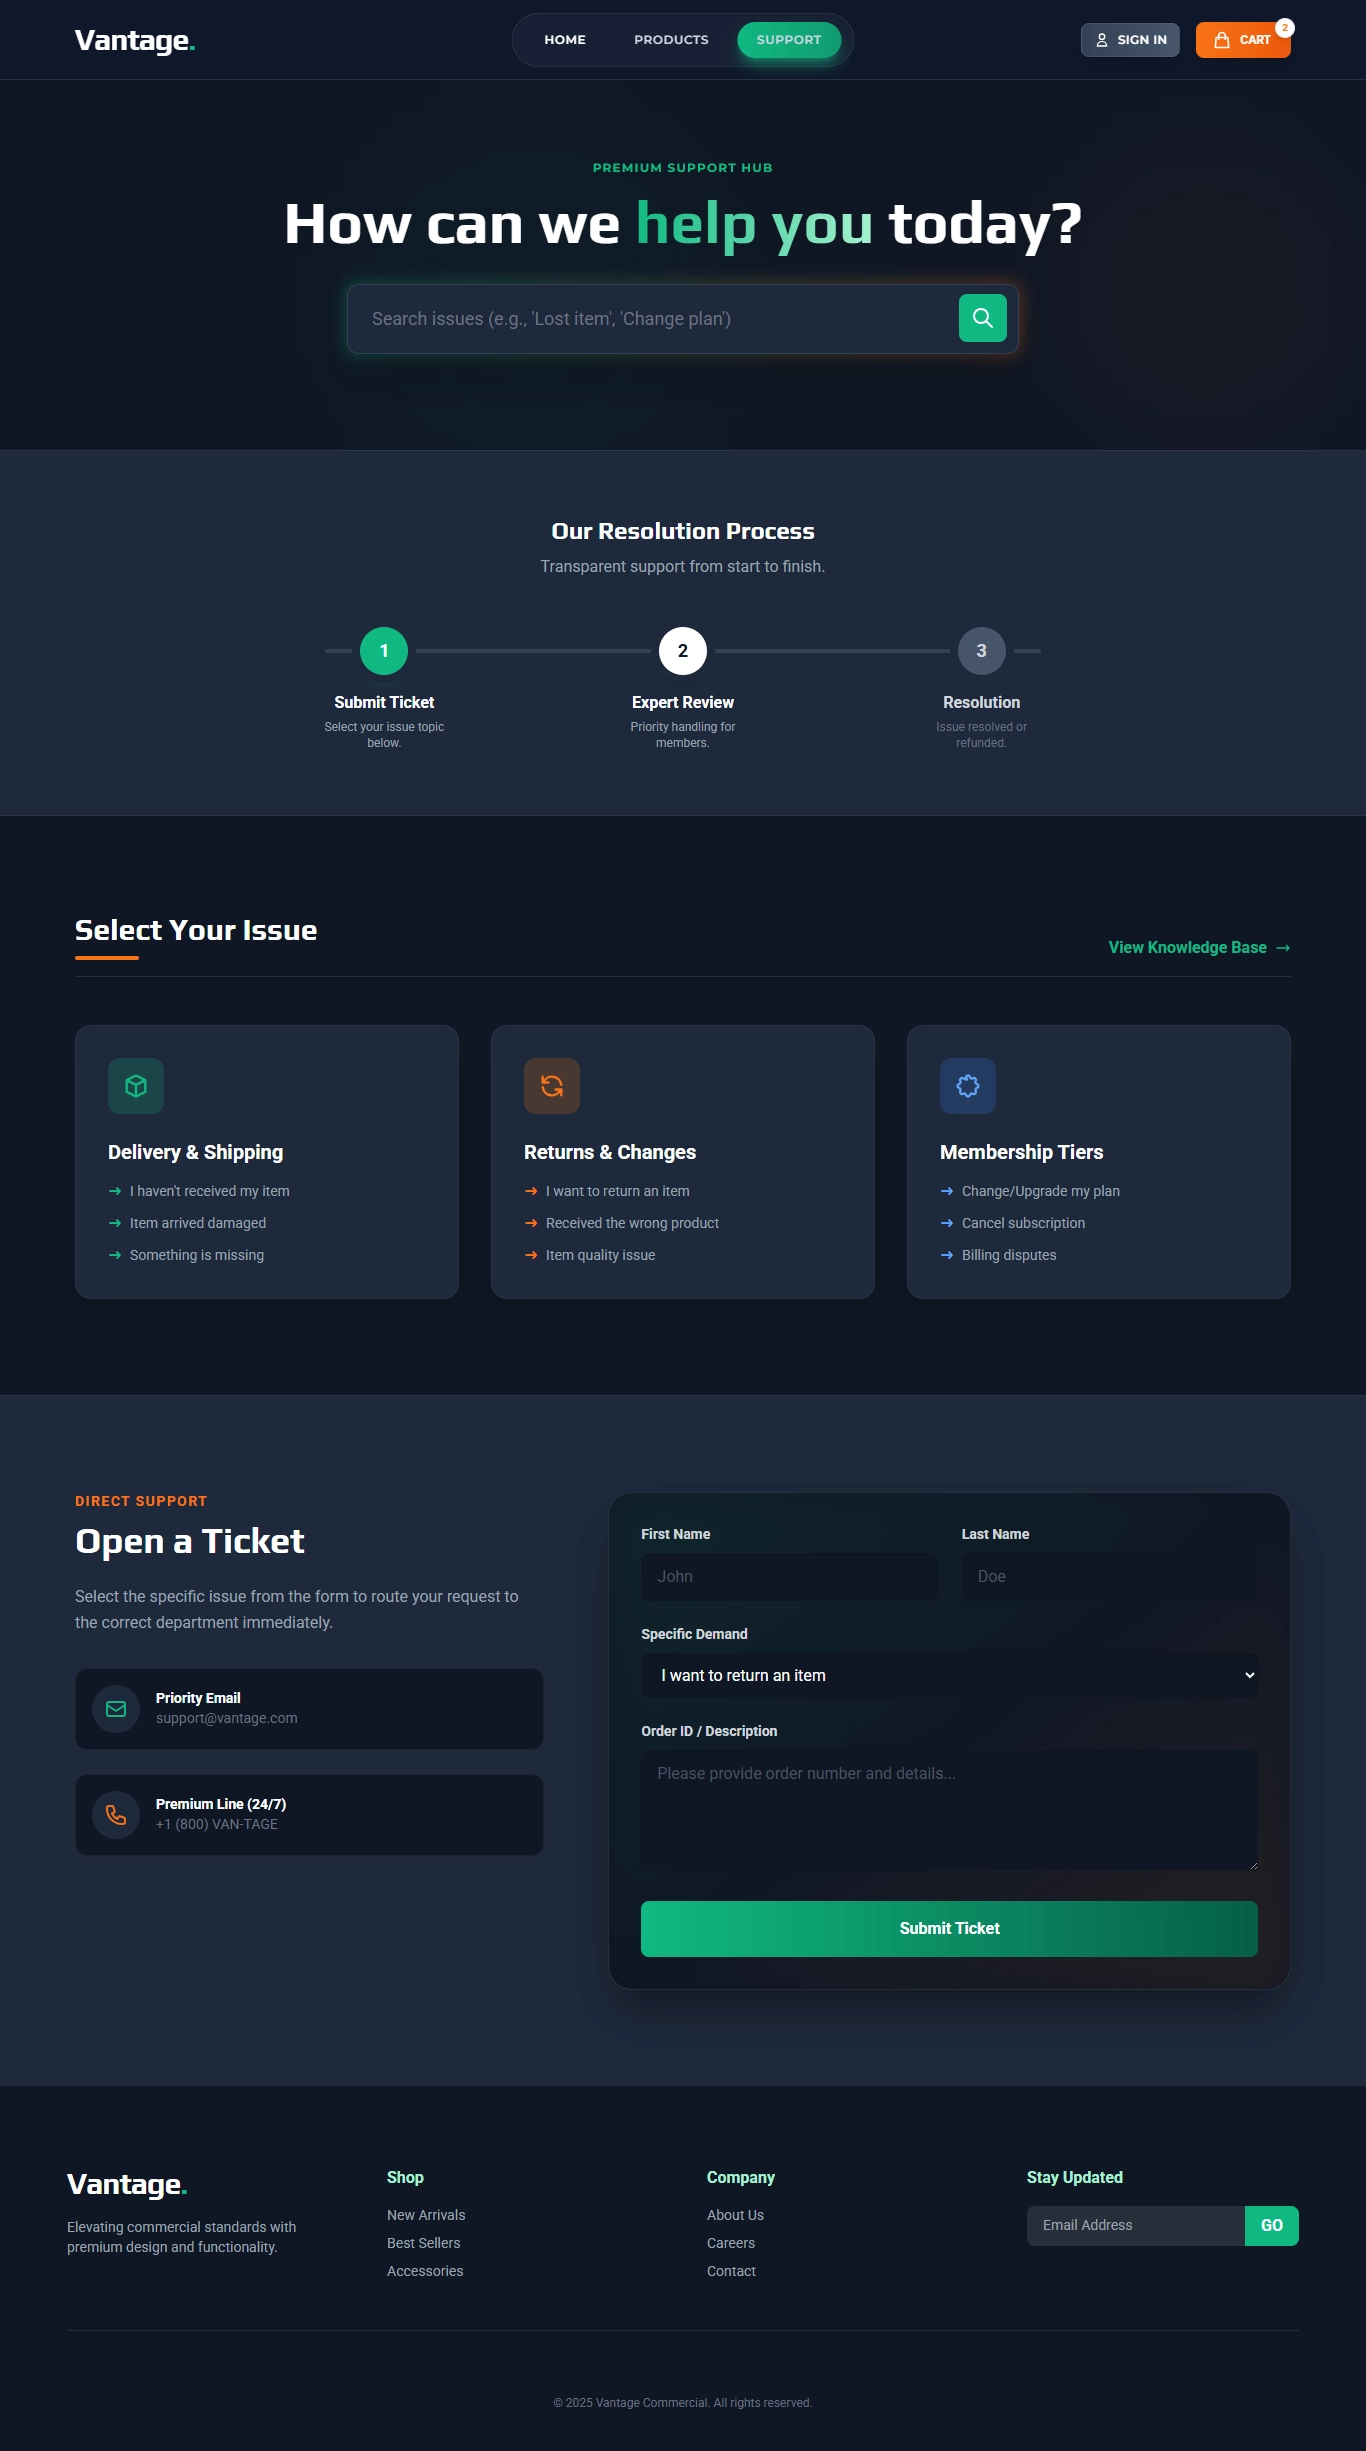 Vantage.
HOME
PRODUCTS
SUPPORT
SIGN IN
CART
2
PREMIUM SUPPORT HUB
How can we help you today?
Search issues (e.g., 'Lost item', 'Change plan')
Our Resolution Process
Transparent support from start to finish.
1
Submit Ticket
Select your issue topic
below.
2
Expert Review
Priority handling for
members.
3
Resolution
Issue resolved or
refunded.
Select Your Issue
View Knowledge Base →
Delivery & Shipping
→ I haven't received my item
→ Item arrived damaged
→ Something is missing
Returns & Changes
→ I want to return an item
→ Received the wrong product
→ Item quality issue
Membership Tiers
→ Change/Upgrade my plan
→ Cancel subscription
→ Billing disputes
DIRECT SUPPORT
Open a Ticket
Select the specific issue from the form to route your request to
the correct department immediately.
Priority Email
support@vantage.com
Premium Line (24/7)
+1 (800) VAN-TAGE
First Name
John
Last Name
Doe
Specific Demand
I want to return an item
Order ID / Description
Please provide order number and details...
Submit Ticket
Vantage.
Elevating commercial standards with
premium design and functionality.
Shop
New Arrivals
Best Sellers
Accessories
Company
About Us
Careers
Contact
Stay Updated
Email Address
GO
© 2025 Vantage Commercial. All rights reserved.